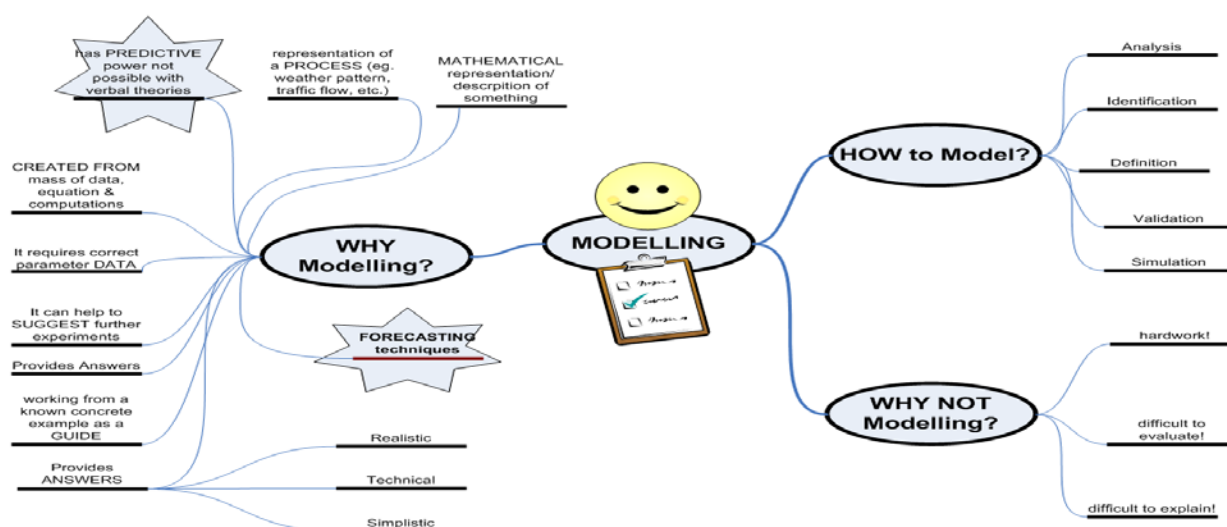 has PREDICTIVE
power not
possible with
verbal theories
representation of
a PROCESS (eg.
weather pattern,
traffic flow, etc.)
MATHEMATICAL
representation/
descrpition of
something
CREATED FROM
mass of data,
equation &
computations
It requires correct
parameter DATA
It can help to
SUGGEST further
experiments
Provides Answers
working from a
known concrete
example as a
GUIDE
Provides
ANSWERS
Realistic
Technical
Simplistic
FORECASTING
techniques
WHY
Modelling?
MODELLING
HOW to Model?
Analysis
Identification
Definition
Validation
Simulation
WHY NOT
Modelling?
hardwork!
difficult to
evaluate!
difficult to explain!